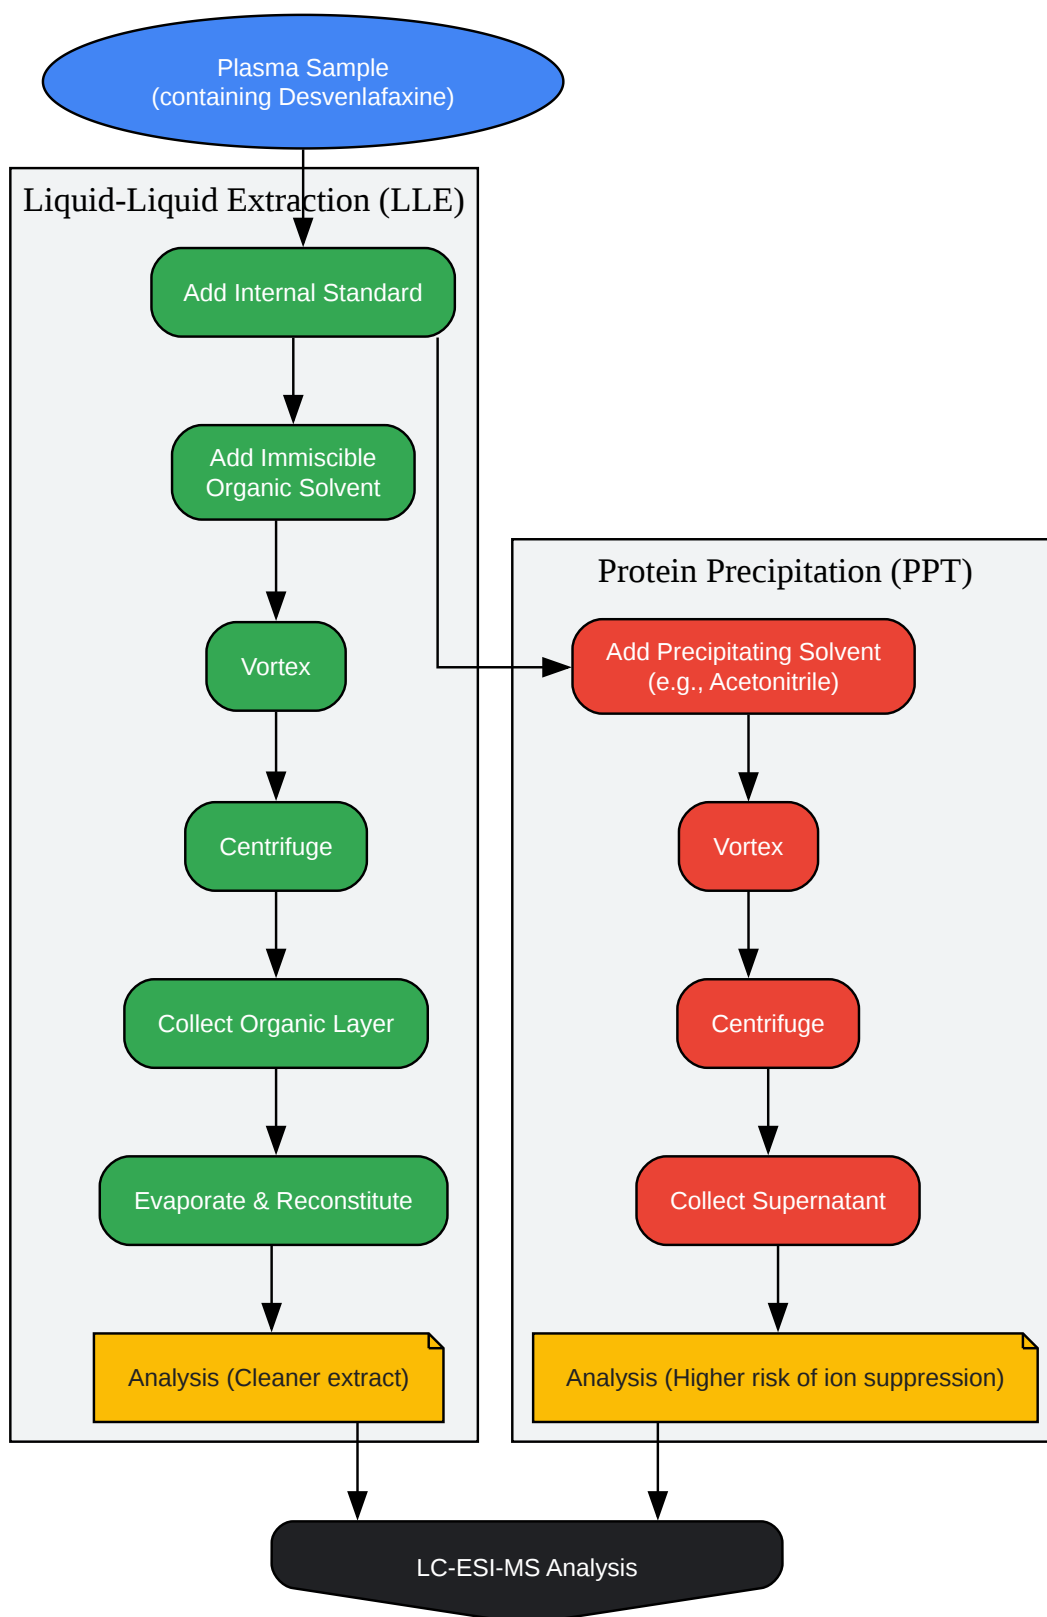 Plasma Sample
(containing Desvenlafaxine)
Liquid-Liquid Extraction (LLE)
Add Internal Standard
Add Immiscible
Organic Solvent
Vortex
Centrifuge
Collect Organic Layer
Evaporate & Reconstitute
Analysis (Cleaner extract)
Protein Precipitation (PPT)
Add Precipitating Solvent
(e.g., Acetonitrile)
Vortex
Centrifuge
Collect Supernatant
Analysis (Higher risk of ion suppression)
LC-ESI-MS Analysis